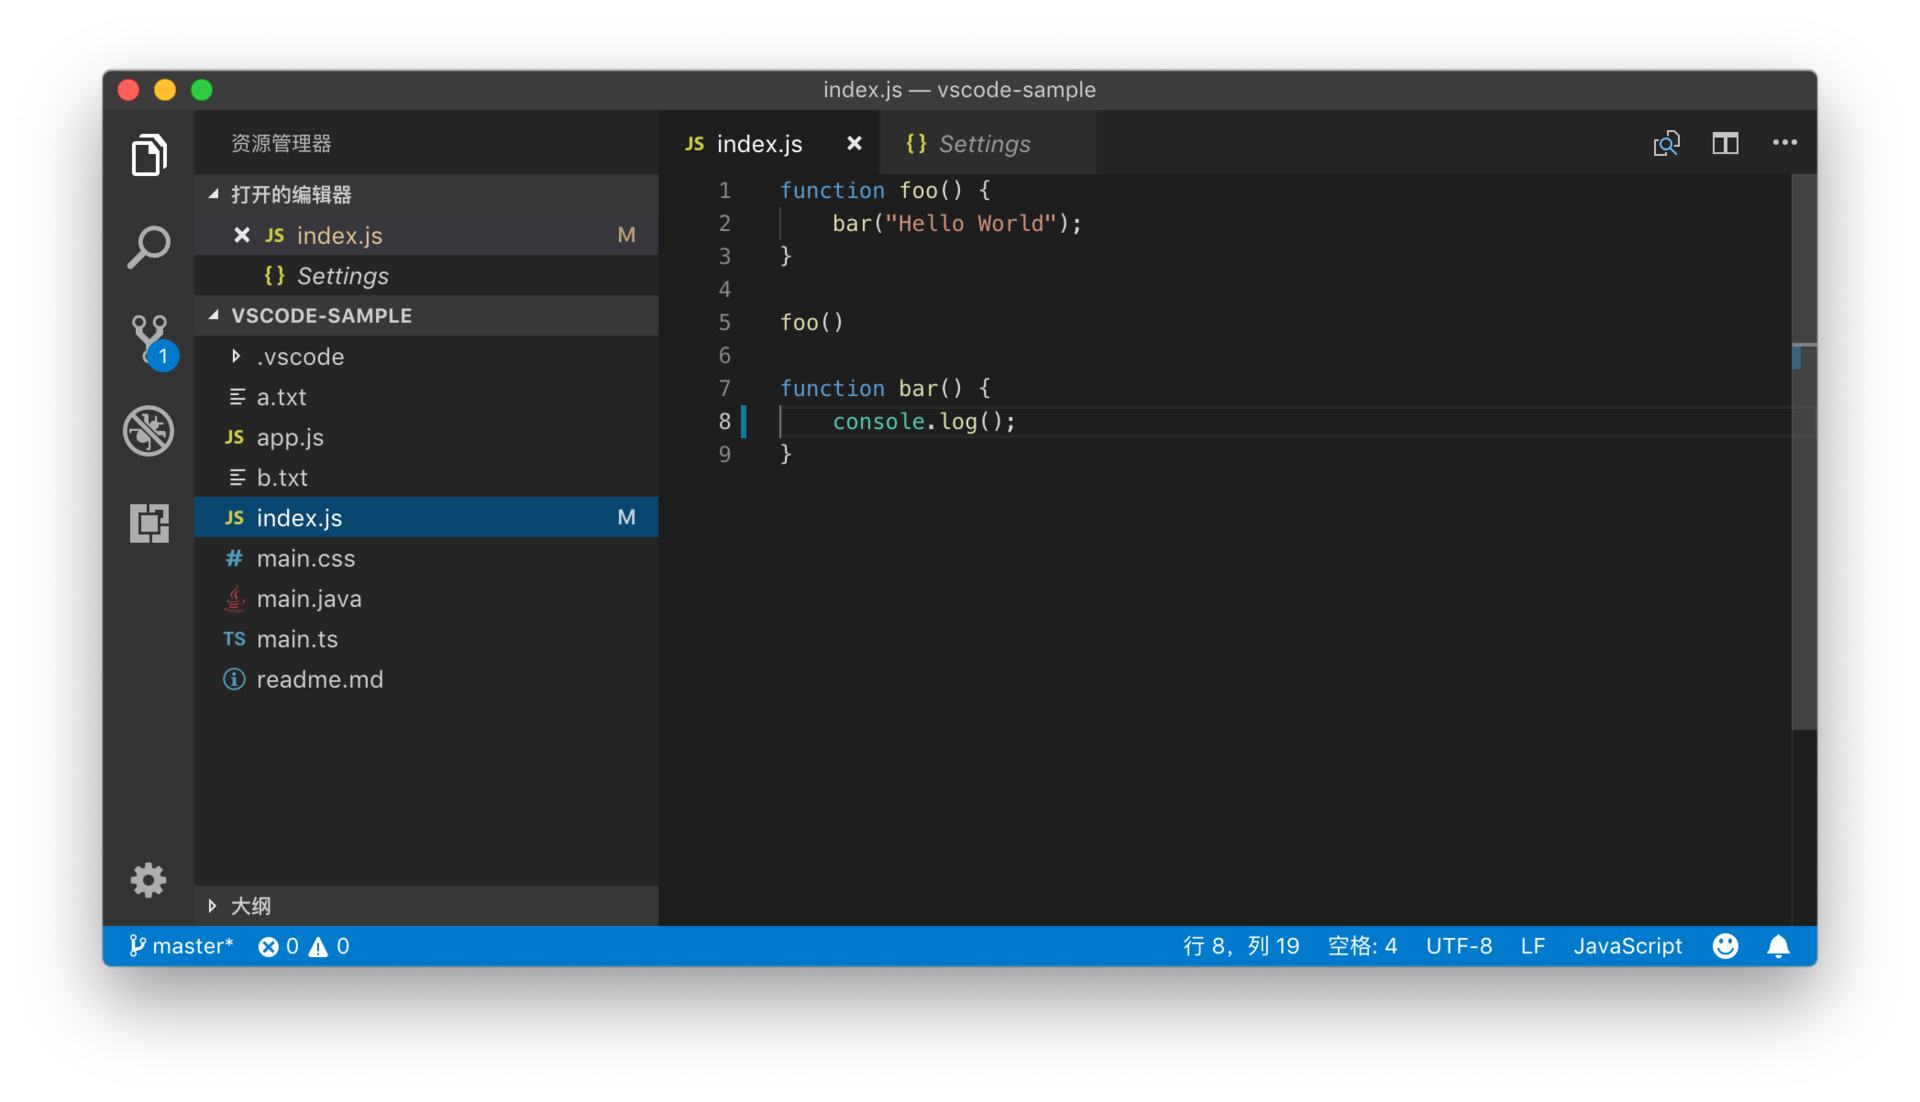 index.js — vscode-sample
资源管理器
打开的编辑器
JS index.js M
{} Settings
VSCODE-SAMPLE
.vscode
a.txt
JS app.js
b.txt
JS index.js M
# main.css
main.java
TS main.ts
readme.md
大纲
1
JS index.js
{} Settings
1 function foo() {
2 bar("Hello World");
3 }
4
5 foo()
6
7 function bar() {
8 console.log();
9 }
master* 0 0
行 8，列 19 空格: 4 UTF-8 LF JavaScript